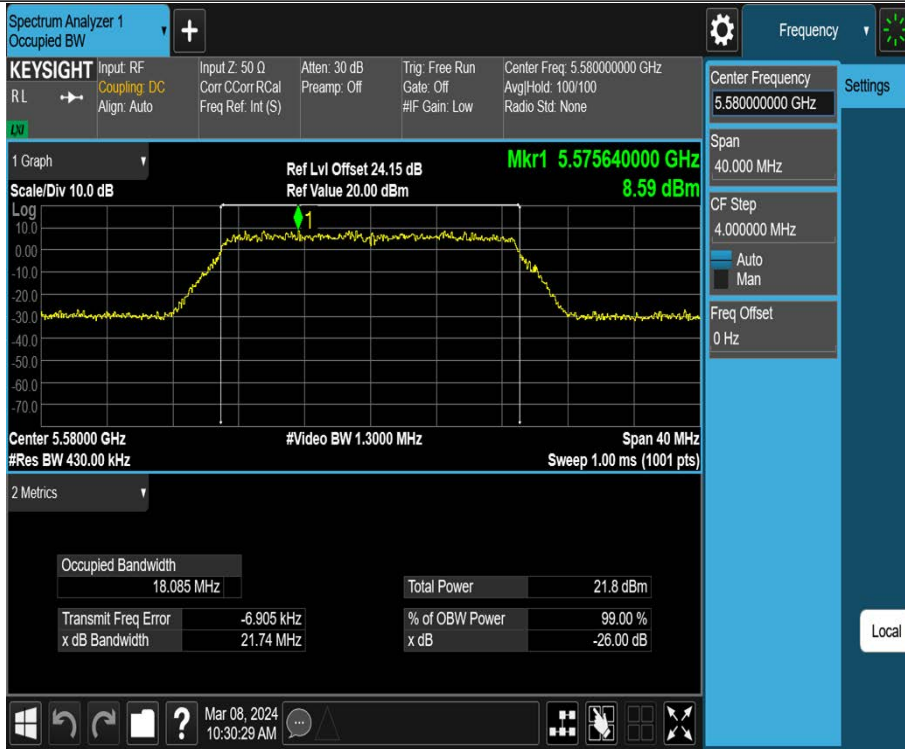 Spectrum Analyzer 1
Occupied BW
+
Frequency
KEYSIGHT
RL
LXI
Input: RF
Coupling: DC
Align: Auto
Input Z: 50 Ω
Corr CCorr RCal
Freq Ref: Int (S)
Atten: 30 dB
Preamp: Off
Trig: Free Run
Gate: Off
#IF Gain: Low
Center Freq: 5.580000000 GHz
Avg|Hold: 100/100
Radio Std: None
1 Graph
Scale/Div 10.0 dB
Ref Lvl Offset 24.15 dB
Ref Value 20.00 dBm
Mkr1 5.575640000 GHz
8.59 dBm
Log
10.0
0.00
-10.0
-20.0
-30.0
-40.0
-50.0
-60.0
-70.0
1
Center 5.58000 GHz
#Video BW 1.3000 MHz
Span 40 MHz
#Res BW 430.00 kHz
Sweep 1.00 ms (1001 pts)
2 Metrics
Occupied Bandwidth
18.085 MHz
Total Power 21.8 dBm
Transmit Freq Error -6.905 kHz
% of OBW Power 99.00 %
x dB Bandwidth 21.74 MHz
x dB -26.00 dB
Center Frequency
5.580000000 GHz
Settings
Span
40.000 MHz
CF Step
4.000000 MHz
Auto
Man
Freq Offset
0 Hz
Local
?
Mar 08, 2024
10:30:29 AM